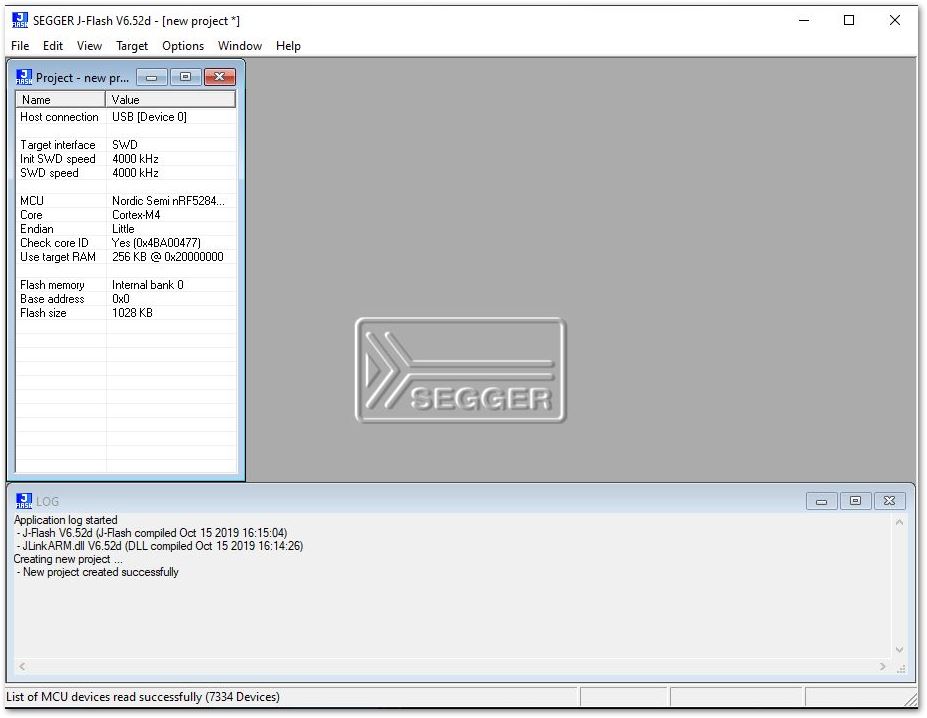 SEGGER J-Flash V6.52d - [new project *]
File Edit View Target Options Window Help
Project - new pr...
Name Value
Host connection USB [Device 0]
Target interface SWD
Init SWD speed 4000 kHz
SWD speed 4000 kHz
MCU Nordic Semi nRF5284...
Core Cortex-M4
Endian Little
Check core ID Yes (0x4BA00477)
Use target RAM 256 KB @ 0x20000000
Flash memory Internal bank 0
Base address 0x0
Flash size 1028 KB
SEGGER
LOG
Application log started
- J-Flash V6.52d (J-Flash compiled Oct 15 2019 16:15:04)
- JLinkARM.dll V6.52d (DLL compiled Oct 15 2019 16:14:26)
Creating new project ...
- New project created successfully
List of MCU devices read successfully (7334 Devices)